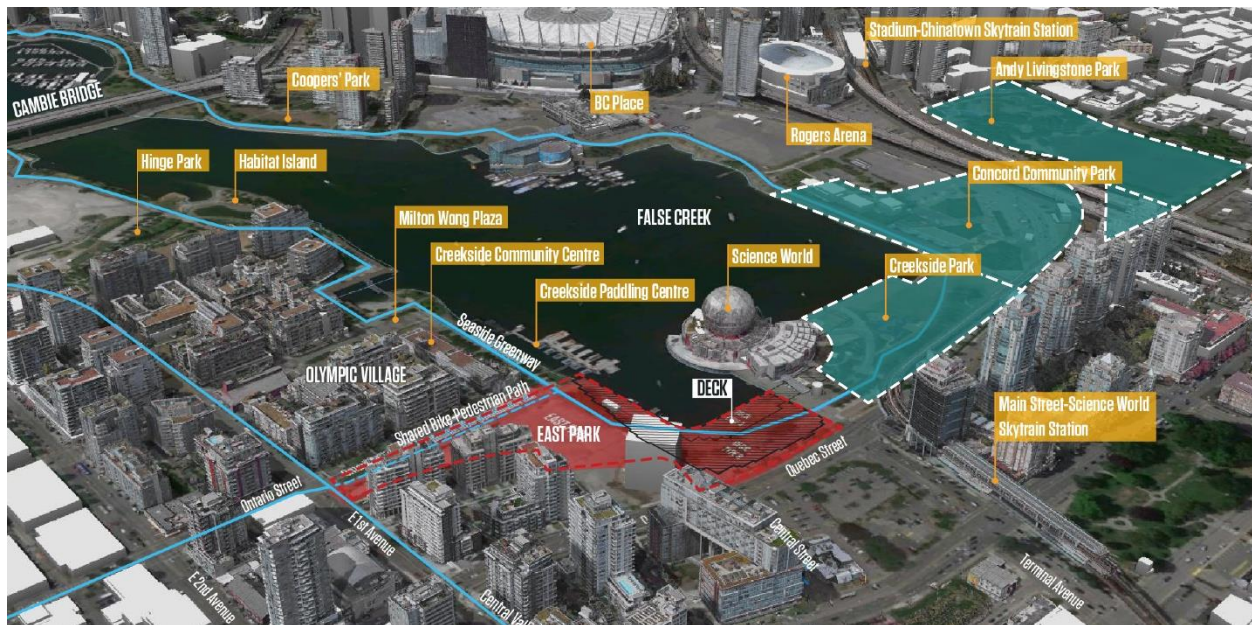 Stadium-Chinatown Skytrain Station
Andy Livingstone Park
Coopers' Park
CAMBIE BRIDGE
BC Place
Rogers Arena
Hinge Park
Habitat Island
Concord Community Park
Milton Wong Plaza
FALSE CREEK
Creekside Community Centre
Science World
Creekside Park
Creekside Paddling Centre
Seaside Greenway
OLYMPIC VILLAGE
DECK
Shared Bike-Pedestrian Path
EAST PARK
Main Street-Science World
Skytrain Station
Quebec Street
Ontario Street
E 1st Avenue
Central Street
E 2nd Avenue
Terminal Avenue
Central